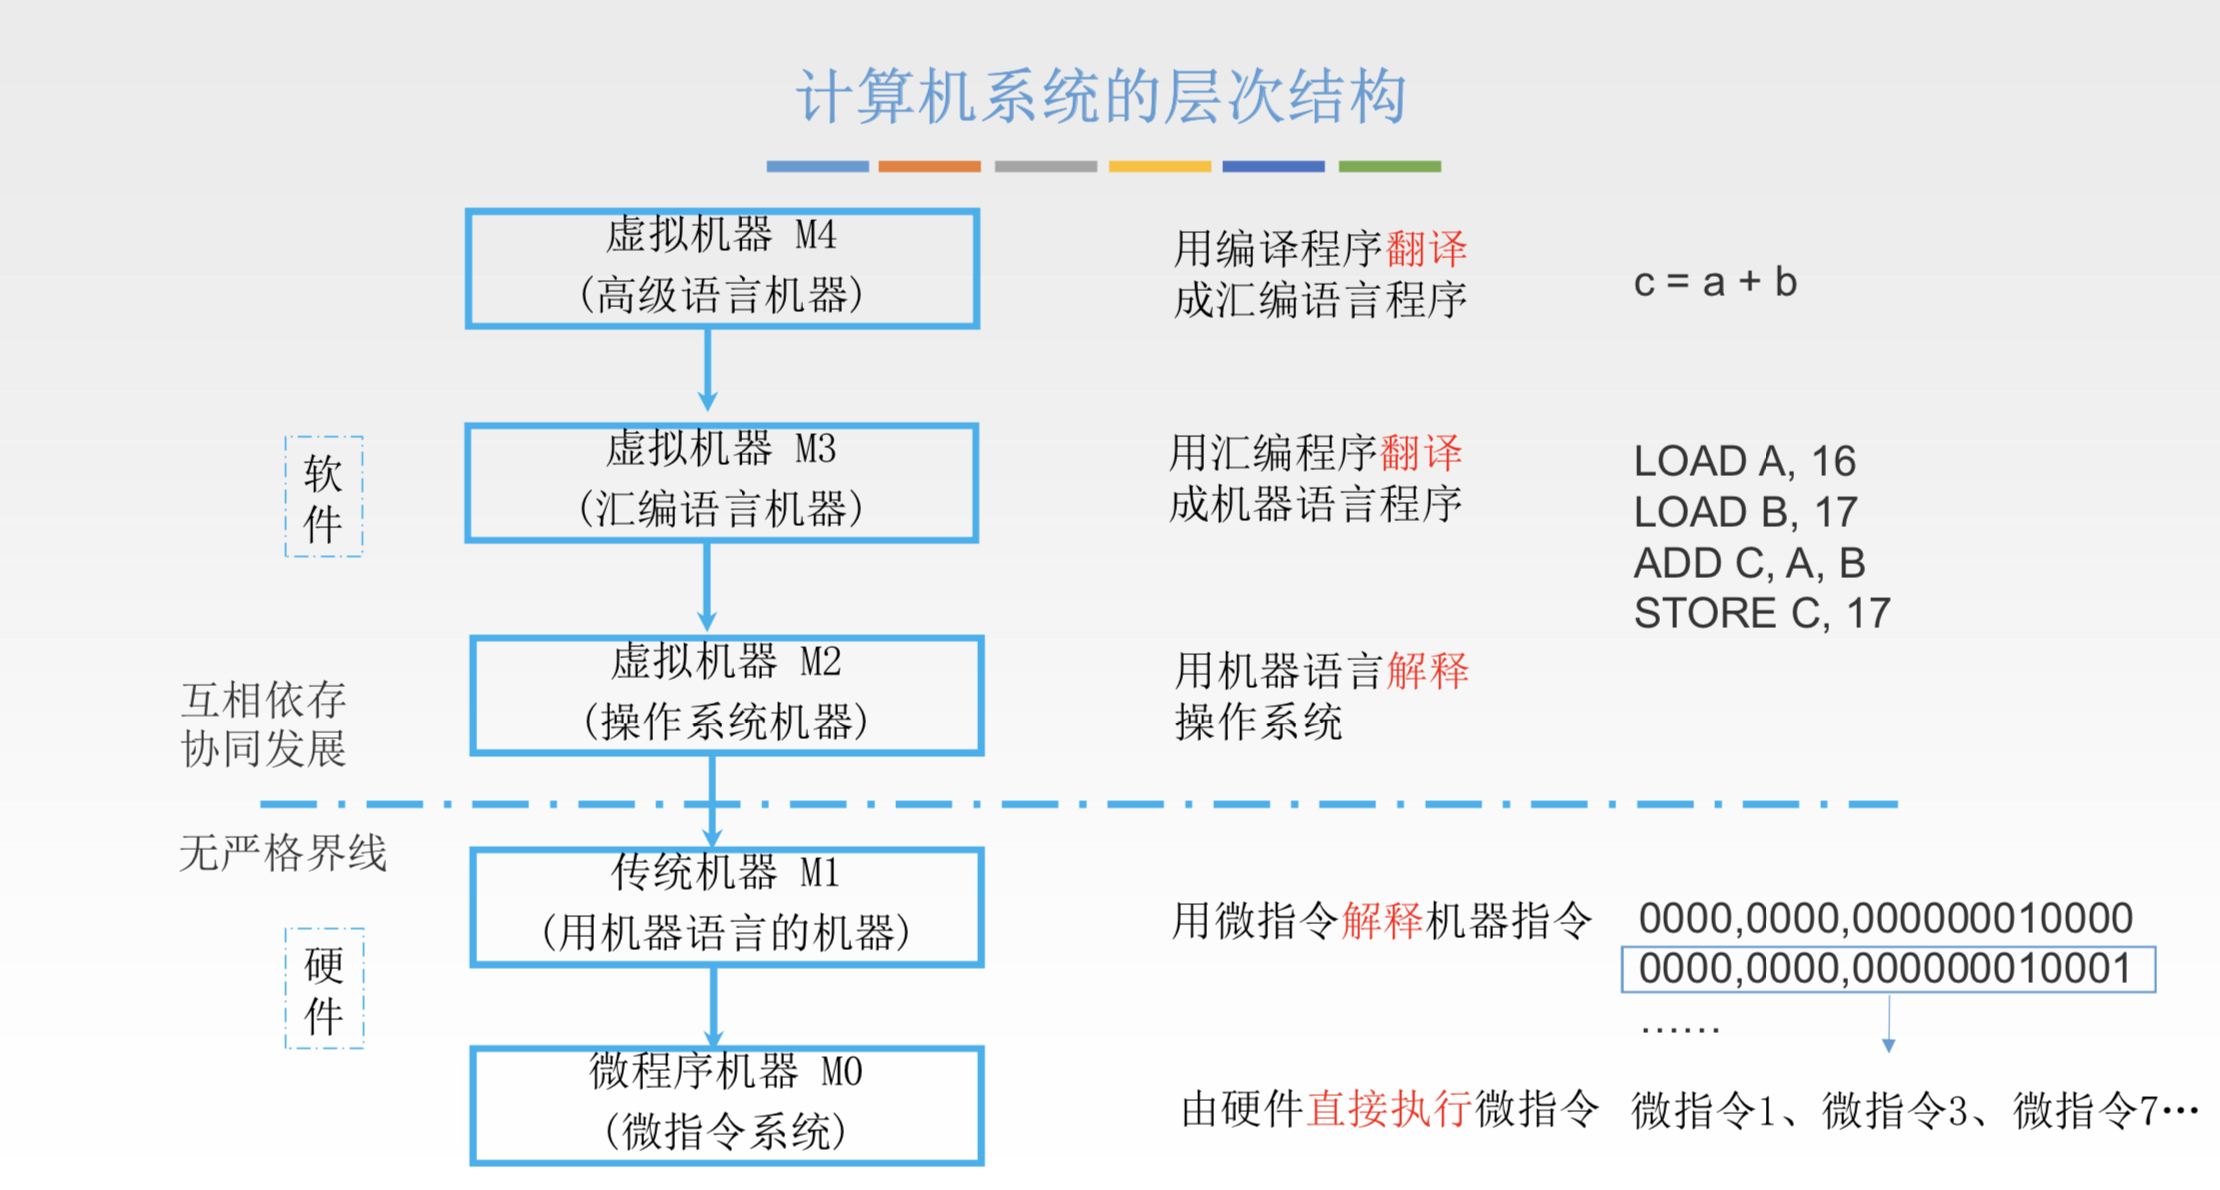 计算机系统的层次结构
虚拟机器 M4
(高级语言机器)
用编译程序翻译
成汇编语言程序
c = a + b
软
件
虚拟机器 M3
(汇编语言机器)
用汇编程序翻译
成机器语言程序
LOAD A, 16
LOAD B, 17
ADD C, A, B
STORE C, 17
互相依存
协同发展
虚拟机器 M2
(操作系统机器)
用机器语言解释
操作系统
无严格界线
硬
件
传统机器 M1
(用机器语言的机器)
用微指令解释机器指令
0000,0000,000000010000
0000,0000,000000010001
......
微程序机器 M0
(微指令系统)
由硬件直接执行微指令
微指令1、微指令3、微指令7…